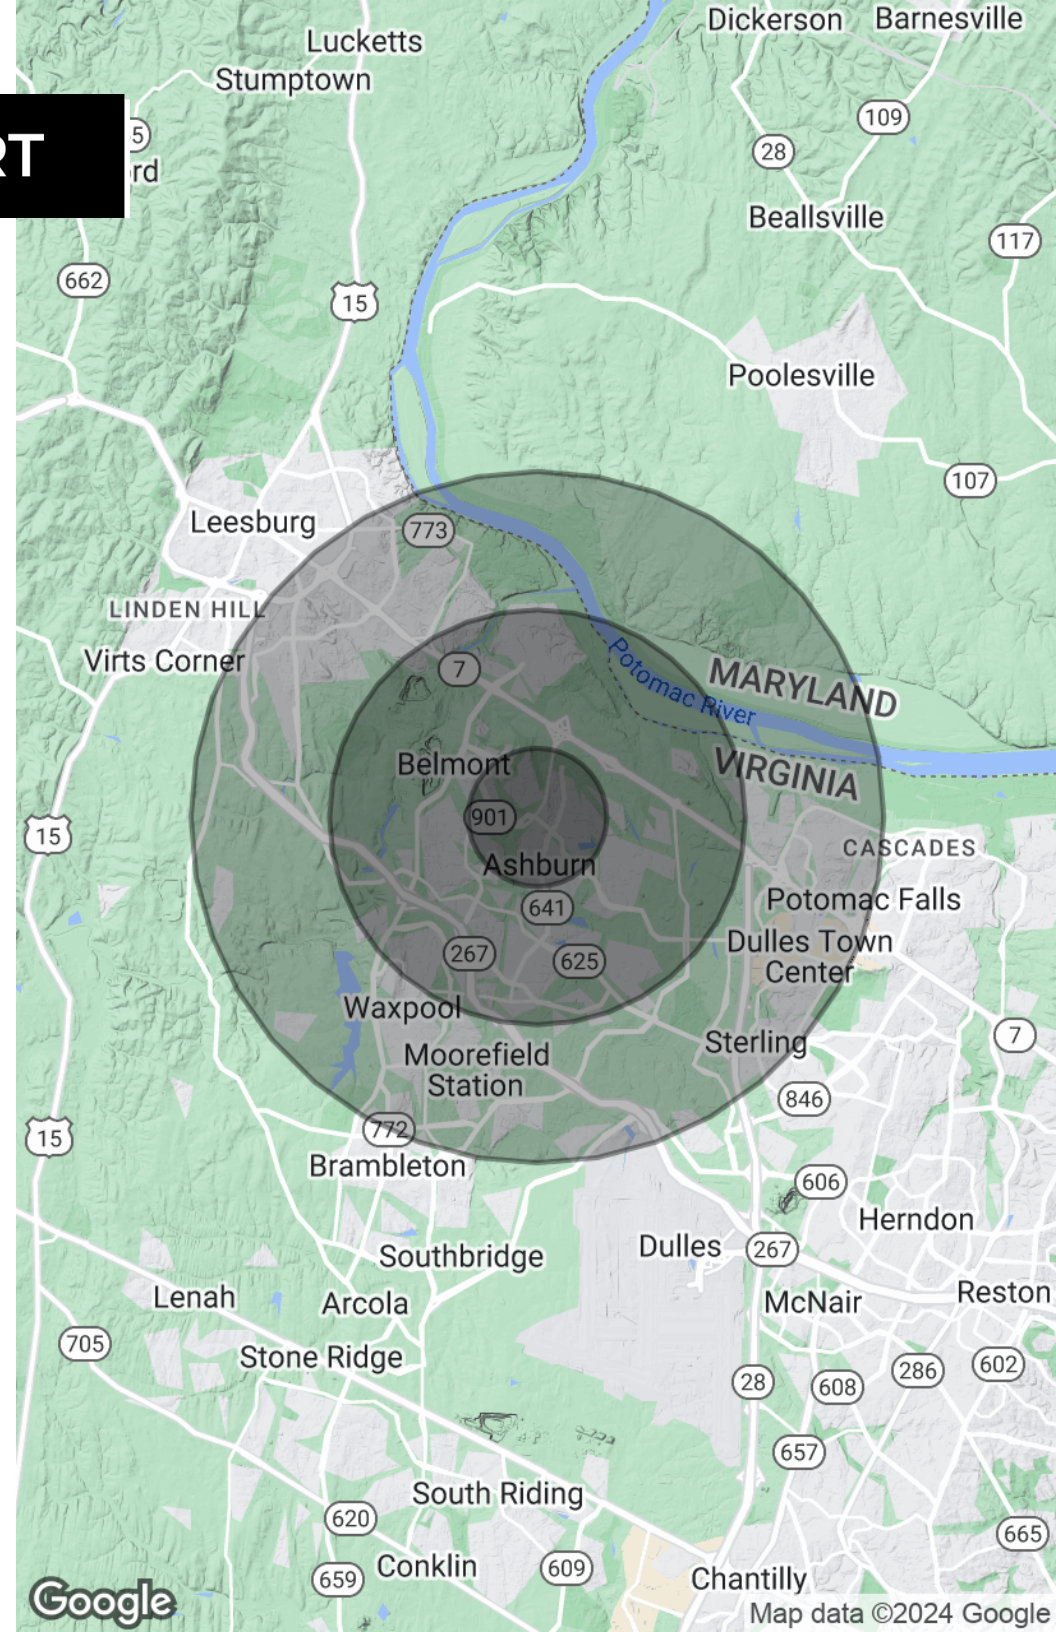 Dickerson
Barnesville
Lucketts
Stumptown
109
5
28
RT
rd
Beallsville
117
662
15
Poolesville
107
Leesburg
773
LINDEN HILL
Virts Corner
7
Potomac River
MARYLAND
VIRGINIA
Belmont
901
15
CASCADES
Ashburn
Potomac Falls
641
Dulles Town
Center
267
625
Waxpool
7
Sterling
Moorefield
Station
846
15
772
Brambleton
606
Herndon
Dulles
267
Southbridge
Lenah
Arcola
McNair
Reston
705
Stone Ridge
602
286
28
608
657
South Riding
620
665
Conklin
609
659
Chantilly
Google
Map data ©2024 Google